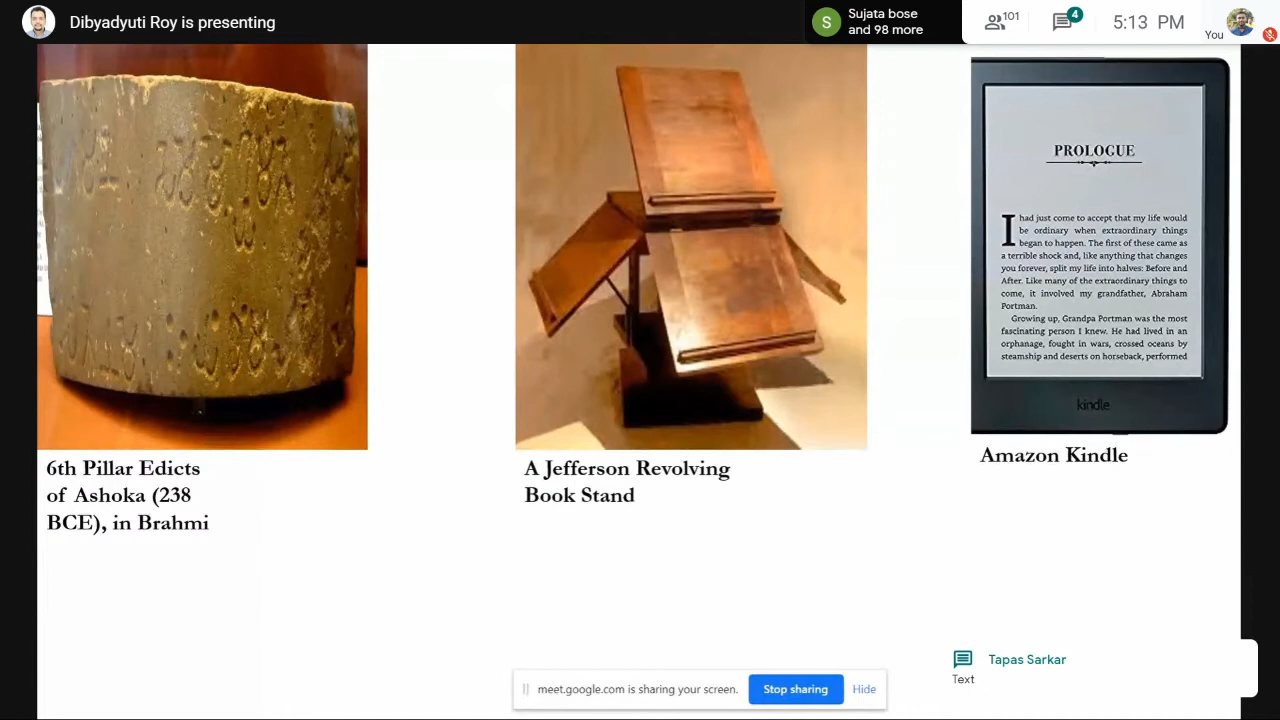 Dibyadyuti Roy is presenting
S
Sujata bose
and 98 more
101
4
5:13 PM
You
PROLOGUE
I had just come to accept that my life would
be ordinary when extraordinary things
began to happen. The first of these came as
a terrible shock and, like anything that changes
you forever, split my life into halves: Before and
After. Like many of the extraordinary things to
come, it involved my grandfather, Abraham
Portman.
Growing up, Grandpa Portman was the most
fascinating person I knew. He had lived in an
orphanage, fought in wars, crossed oceans by
steamship and deserts on horseback, performed
kindle
6th Pillar Edicts
of Ashoka (238
BCE), in Brahmi
A Jefferson Revolving
Book Stand
Amazon Kindle
Tapas Sarkar
Text
meet.google.com is sharing your screen.
Stop sharing
Hide